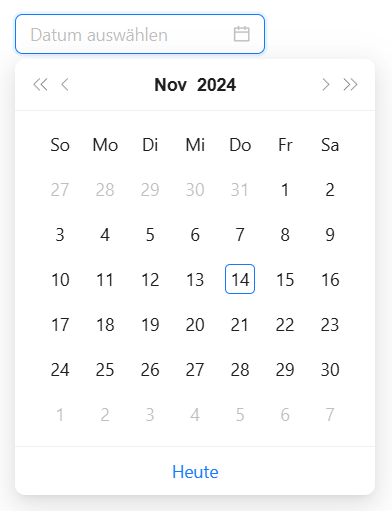 Datum auswählen
Nov 2024
So Mo Di Mi Do Fr Sa
27 28 29 30 31 1 2
3 4 5 6 7 8 9
10 11 12 13 14 15 16
17 18 19 20 21 22 23
24 25 26 27 28 29 30
1 2 3 4 5 6 7
Heute